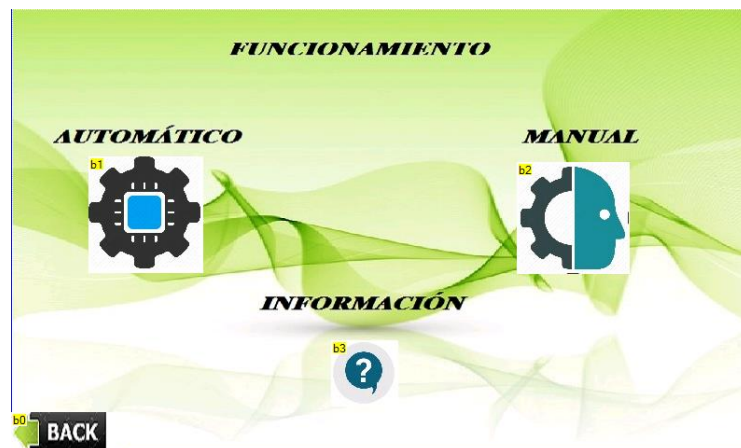 FUNCIONAMIENTO
AUTOMÁTICO
MANUAL
b1
b2
INFORMACIÓN
b3
?
b0
BACK